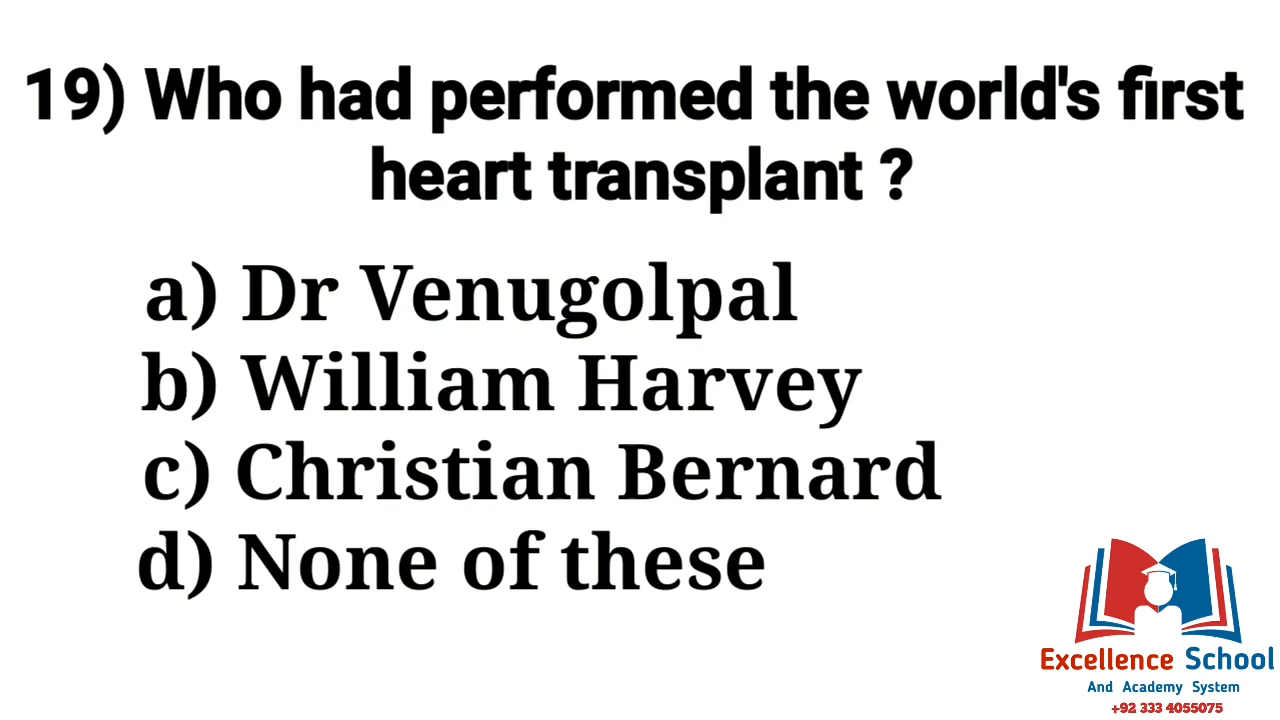 19) Who had performed the world's first
heart transplant ?
a) Dr Venugolpal
b) William Harvey
c) Christian Bernard
d) None of these
Excellence School
And Academy System
+92 333 4055075